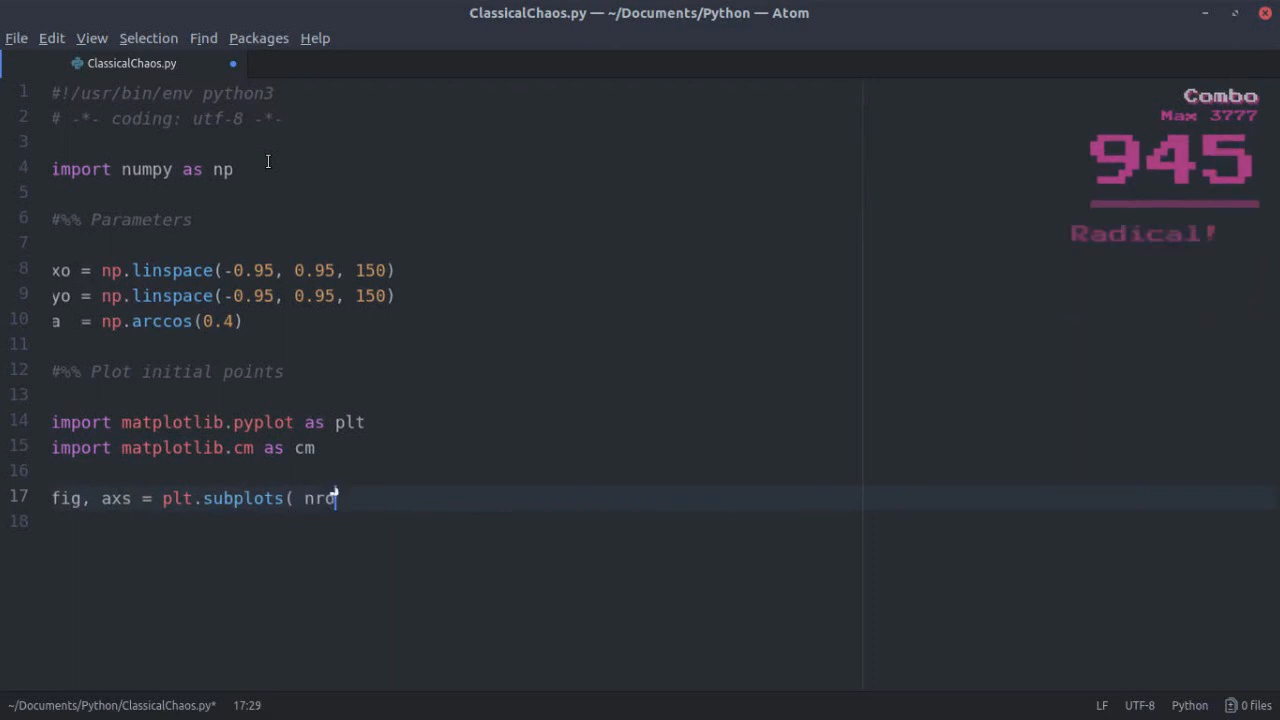 ClassicalChaos.py — ~/Documents/Python — Atom
File Edit View Selection Find Packages Help
ClassicalChaos.py
1 #!/usr/bin/env python3
2 # -*- coding: utf-8 -*-
3
4 import numpy as np
5
6 #%% Parameters
7
8 xo = np.linspace(-0.95, 0.95, 150)
9 yo = np.linspace(-0.95, 0.95, 150)
10 a  = np.arccos(0.4)
11
12 #%% Plot initial points
13
14 import matplotlib.pyplot as plt
15 import matplotlib.cm as cm
16
17 fig, axs = plt.subplots( nro
18
Combo
Max 3777
945
Radical!
~/Documents/Python/ClassicalChaos.py* 17:29 LF UTF-8 Python 0 files